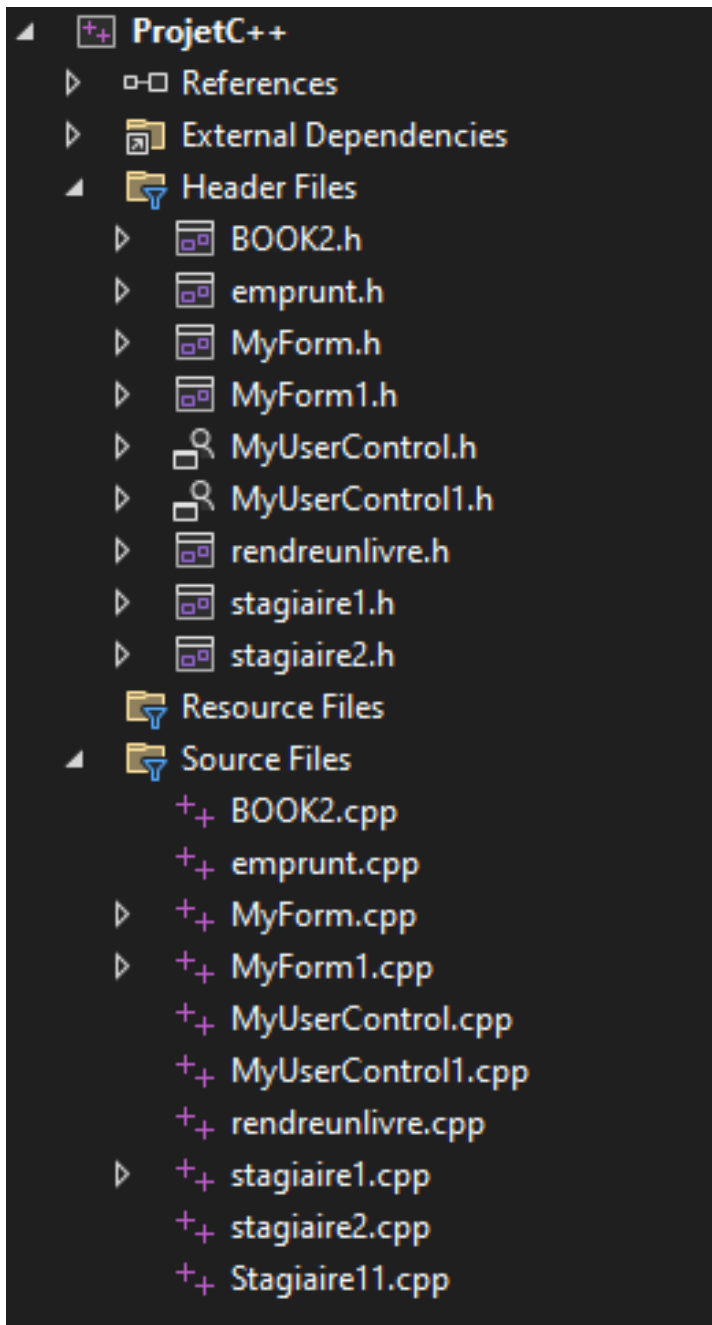 ProjetC++
References
External Dependencies
Header Files
BOOK2.h
emprunt.h
MyForm.h
MyForm1.h
MyUserControl.h
MyUserControl1.h
rendreunlivre.h
stagiaire1.h
stagiaire2.h
Resource Files
Source Files
BOOK2.cpp
emprunt.cpp
MyForm.cpp
MyForm1.cpp
MyUserControl.cpp
MyUserControl1.cpp
rendreunlivre.cpp
stagiaire1.cpp
stagiaire2.cpp
Stagiaire11.cpp